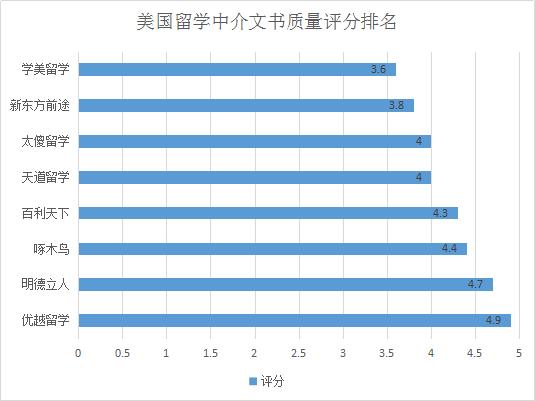 美国留学中介文书质量评分排名
学美留学
3.6
新东方前途
3.8
太傻留学
4
天道留学
4
百利天下
4.3
啄木鸟
4.4
明德立人
4.7
优越留学
4.9
0 0.5 1 1.5 2 2.5 3 3.5 4 4.5 5
评分